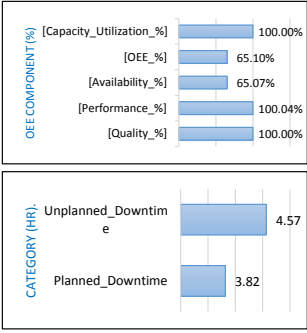 OEE COMPONENT (%)
[Capacity_Utilization_%]
100.00%
[OEE_%]
65.10%
[Availability_%]
65.07%
[Performance_%]
100.04%
[Quality_%]
100.00%
CATEGORY (HR).
Unplanned_Downtim
e
4.57
Planned_Downtime
3.82